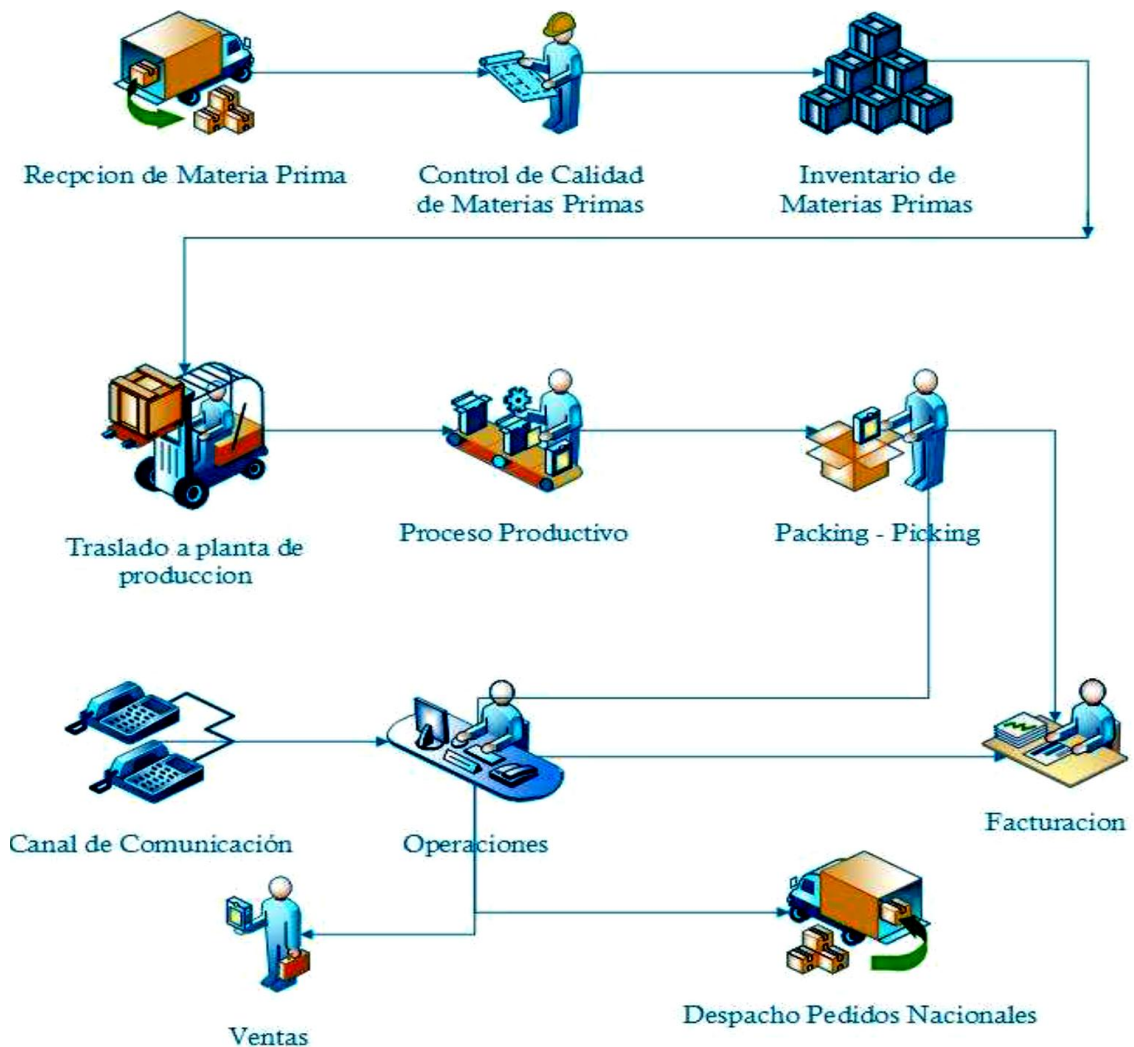 Recpcion de Materia Prima
Control de Calidad
de Materias Primas
Inventario de
Materias Primas
Traslado a planta de
produccion
Proceso Productivo
Packing - Picking
Canal de Comunicación
Operaciones
Facturacion
Ventas
Despacho Pedidos Nacionales